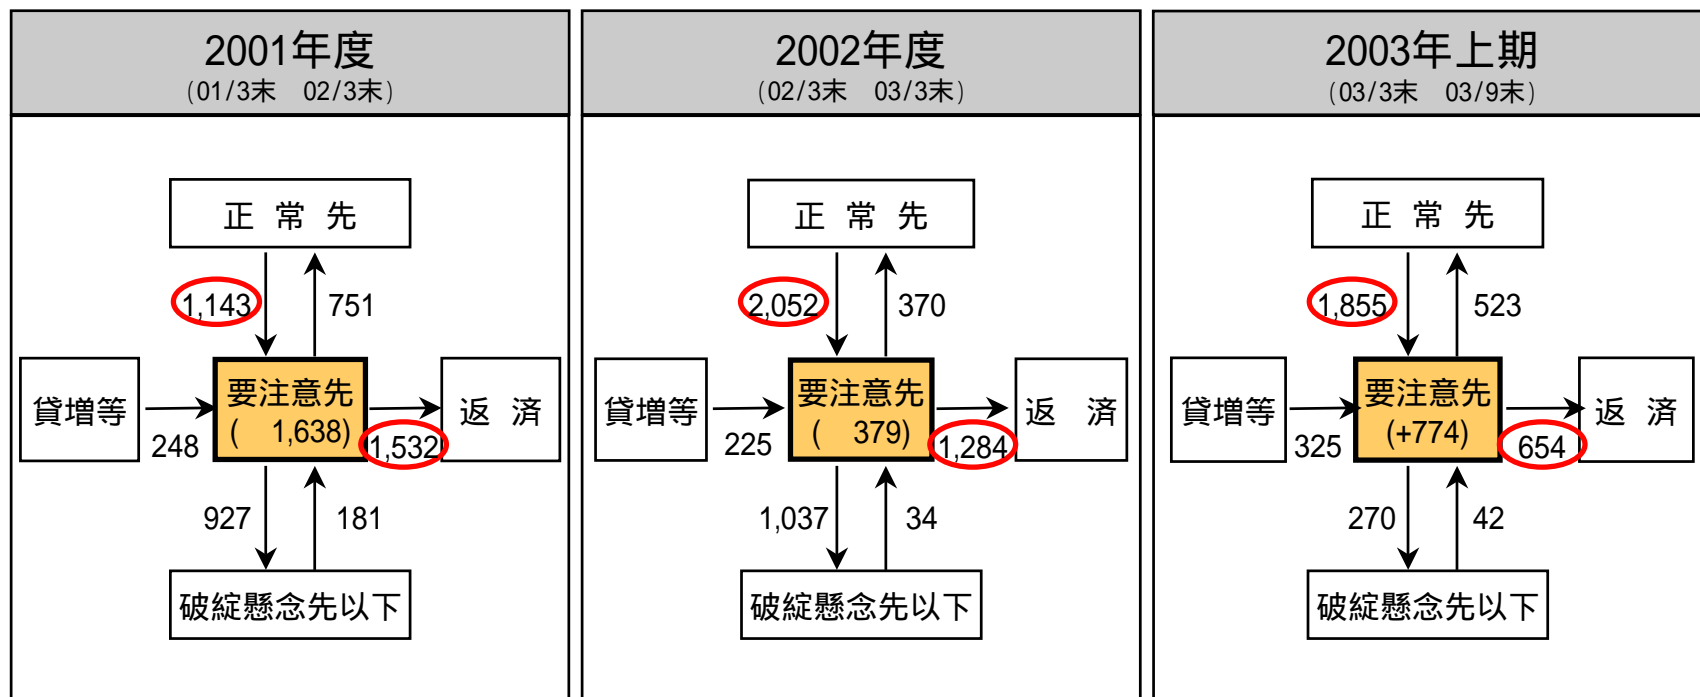 2001年度
(01/3末　02/3末)
正 常 先
1,143
751
貸増等
248
要注意先
(　1,638)
1,532
返 済
927
181
破綻懸念先以下
2002年度
(02/3末　03/3末)
正 常 先
2,052
370
貸増等
225
要注意先
(　379)
1,284
返 済
1,037
34
破綻懸念先以下
2003年上期
(03/3末　03/9末)
正 常 先
1,855
523
貸増等
325
要注意先
(+774)
654
返 済
270
42
破綻懸念先以下